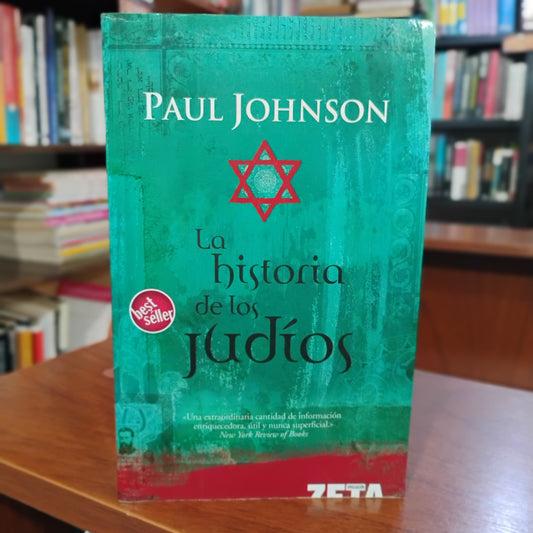 PAUL JOHNSON
La
historia
de los
judíos
best
seller
«Una extraordinaria cantidad de información
enriquecedora, útil y nunca superficial.»
New York Review of Books
ZETA